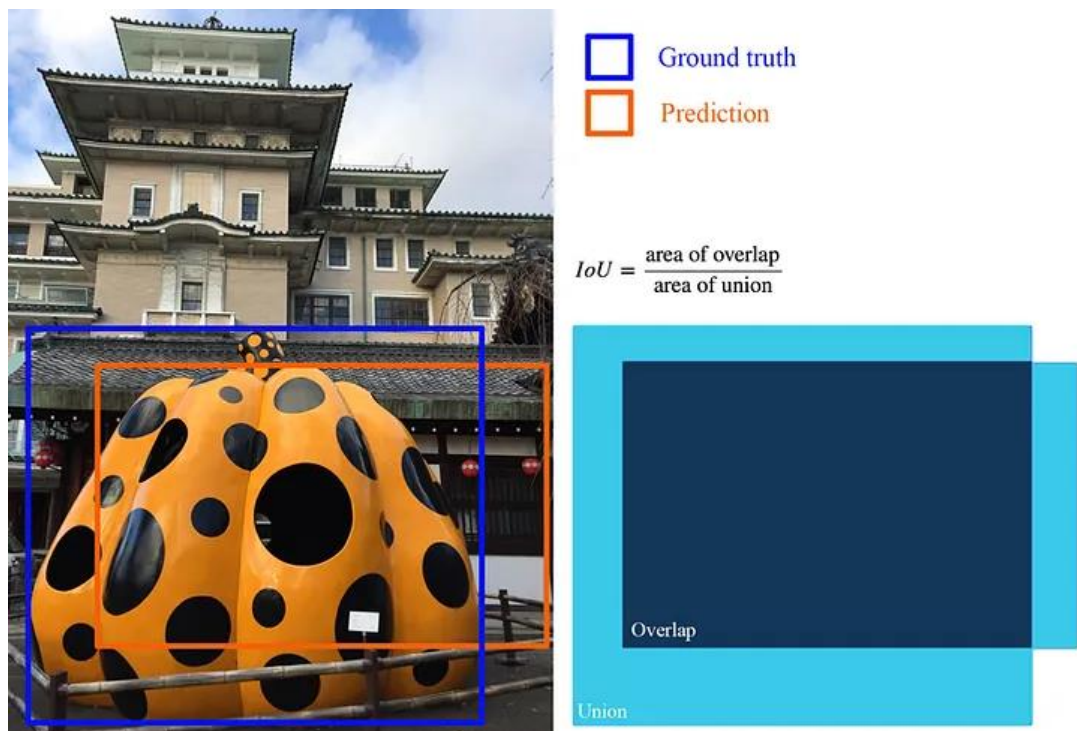 Ground truth
Prediction
IoU = area of overlap / area of union
Overlap
Union